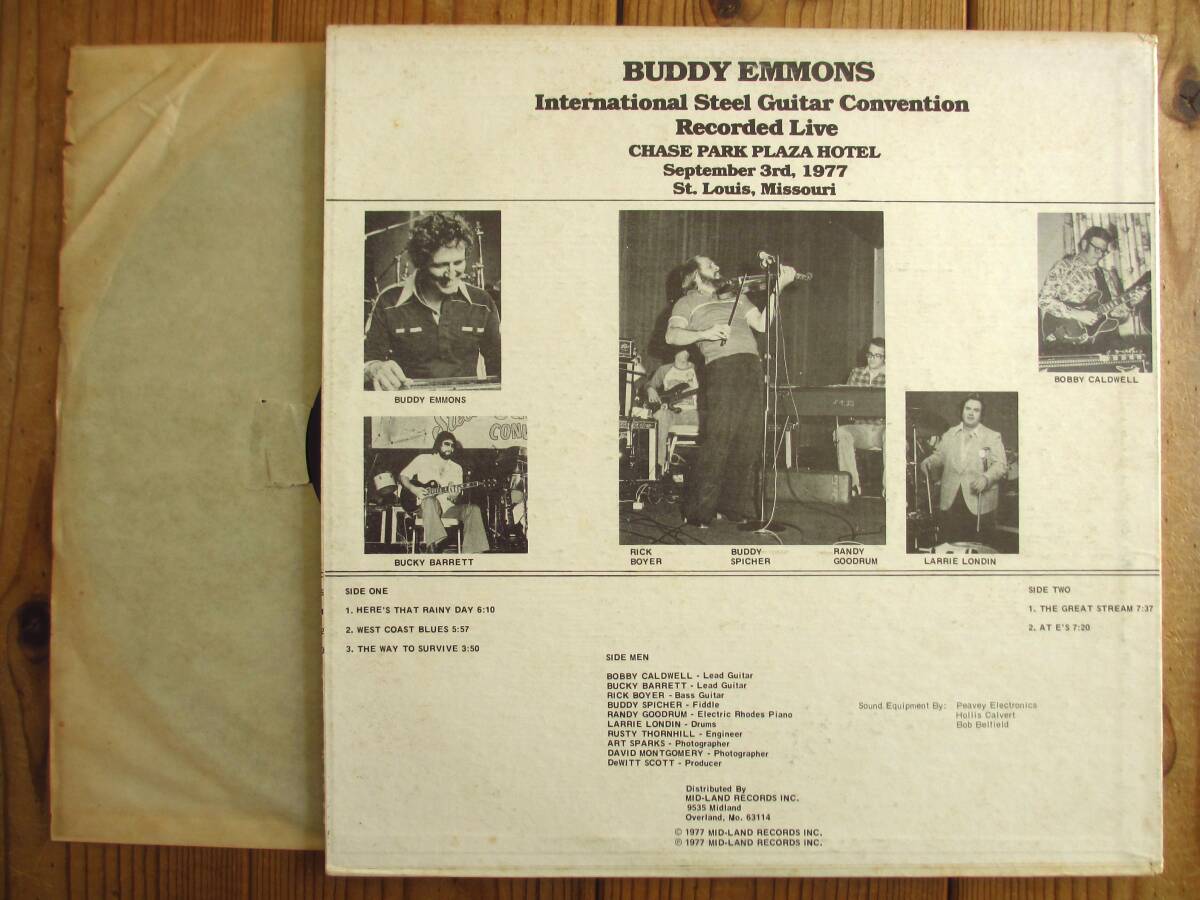 BUDDY EMMONS
International Steel Guitar Convention
Recorded Live
CHASE PARK PLAZA HOTEL
September 3rd, 1977
St. Louis, Missouri
BUDDY EMMONS
CONV
BUCKY BARRETT
RICK
BOYER
BUDDY
SPICHER
RANDY
GOODRUM
BOBBY CALDWELL
LARRIE LONDIN
SIDE ONE
1. HERE'S THAT RAINY DAY 6:10
2. WEST COAST BLUES 5:57
3. THE WAY TO SURVIVE 3:50
SIDE TWO
1. THE GREAT STREAM 7:37
2. AT E'S 7:20
SIDE MEN
BOBBY CALDWELL - Lead Guitar
BUCKY BARRETT - Lead Guitar
RICK BOYER - Bass Guitar
BUDDY SPICHER - Fiddle
RANDY GOODRUM - Electric Rhodes Piano
LARRIE LONDIN - Drums
RUSTY THORNHILL - Engineer
ART SPARKS - Photographer
DAVID MONTGOMERY - Photographer
DeWITT SCOTT - Producer
Sound Equipment By: Peavey Electronics
Hollis Calvert
Bob Belfield
Distributed By
MID-LAND RECORDS INC.
9535 Midland
Overland, Mo. 63114
© 1977 MID-LAND RECORDS INC.
℗ 1977 MID-LAND RECORDS INC.